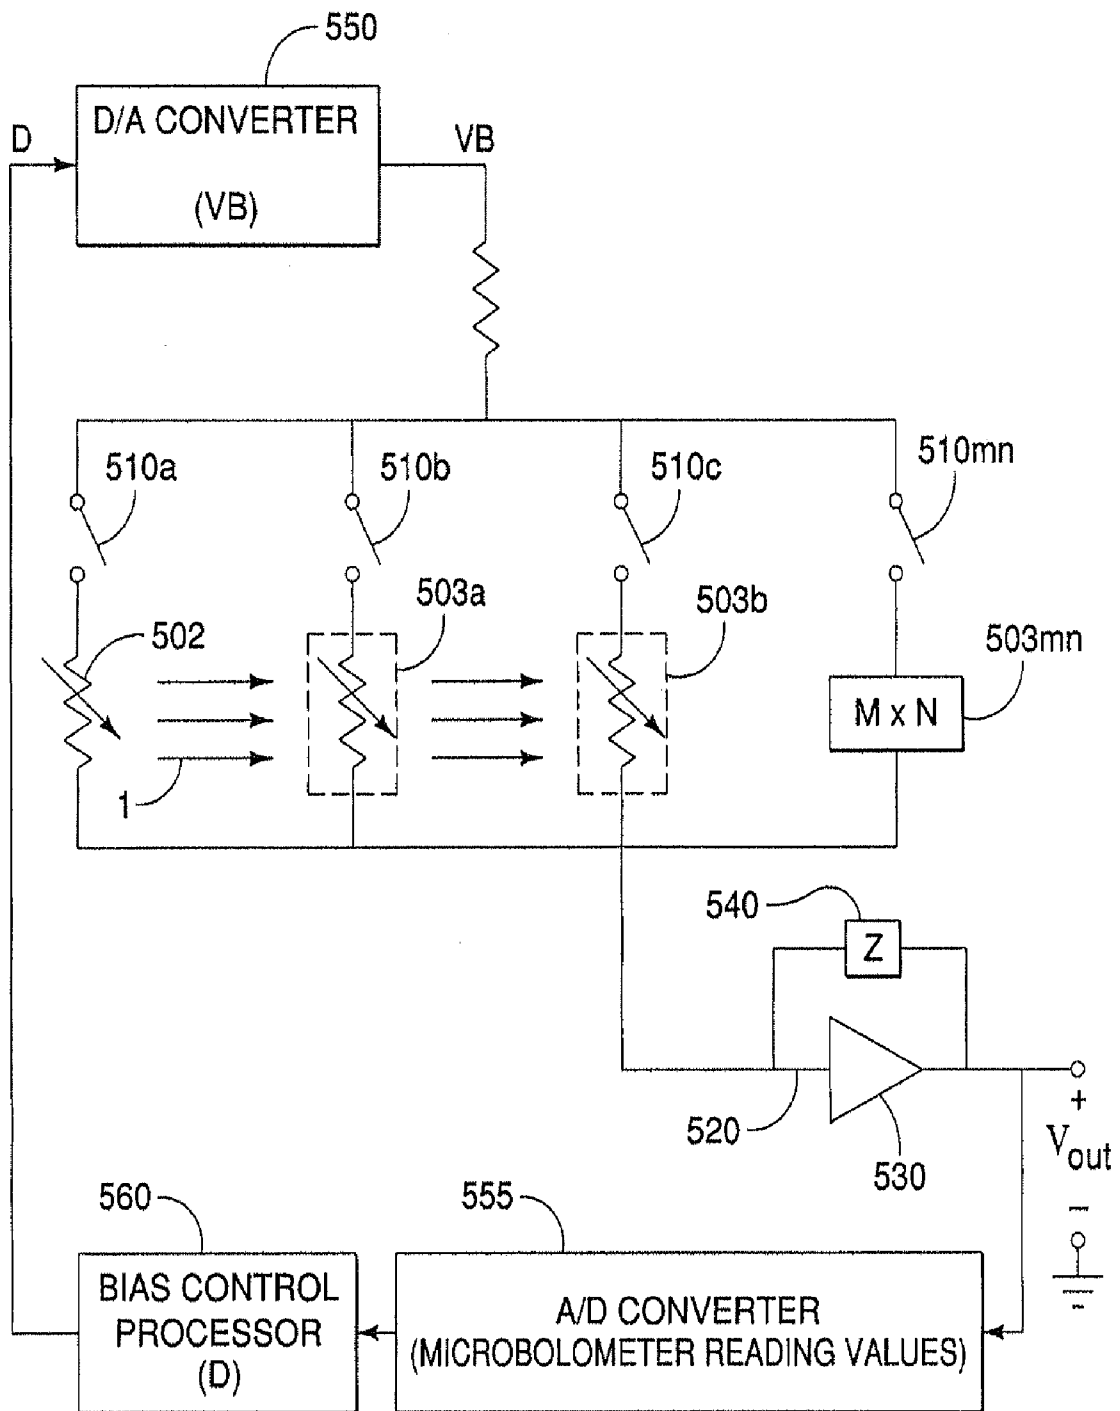 550
D/A CONVERTER
(VB)
D
VB
510a
510b
510c
510mn
502
503a
503b
503mn
M x N
1
540
Z
520
530
+
Vout
-
560
555
BIAS CONTROL
PROCESSOR
(D)
A/D CONVERTER
(MICROBOLOMETER READING VALUES)